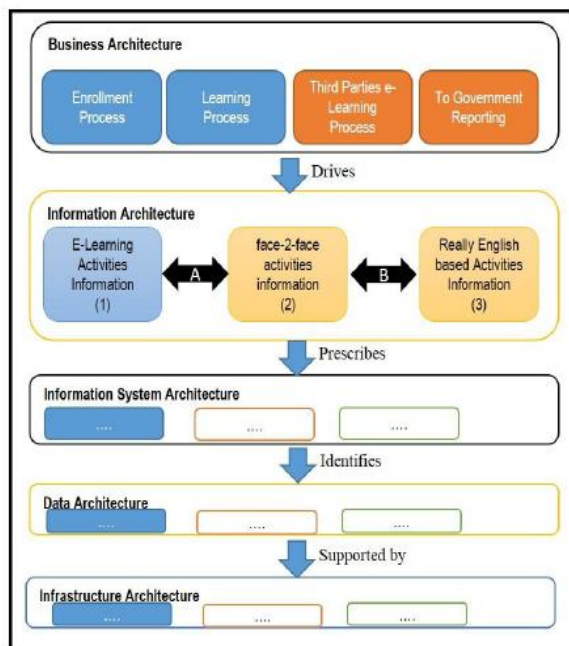 Business Architecture
Enrollment
Process
Learning
Process
Third Parties e-
Learning
Process
To Government
Reporting
Drives
Information Architecture
E-Learning
Activities
Information
(1)
A
face-2-face
activities
information
(2)
B
Really English
based Activities
Information
(3)
Prescribes
Information System Architecture
....
....
....
Identifies
Data Architecture
....
....
....
Supported by
Infrastructure Architecture
....
....
....